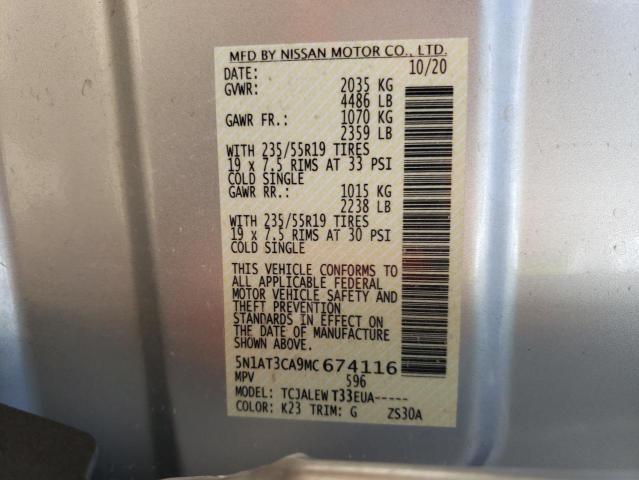 MFD BY NISSAN MOTOR CO., LTD.
DATE: 10/20
GVWR: 2035 KG
4486 LB
GAWR FR.: 1070 KG
2359 LB
WITH 235/55R19 TIRES
19 x 7.5 RIMS AT 33 PSI
COLD SINGLE
GAWR RR.: 1015 KG
2238 LB
WITH 235/55R19 TIRES
19 x 7.5 RIMS AT 30 PSI
COLD SINGLE
THIS VEHICLE CONFORMS TO
ALL APPLICABLE FEDERAL
MOTOR VEHICLE SAFETY AND
THEFT PREVENTION
STANDARDS IN EFFECT ON
THE DATE OF MANUFACTURE
SHOWN ABOVE.
5N1AT3CA9MC674116
MPV 596
MODEL: TCJALEW T33EUA-----
COLOR: K23 TRIM: G ZS30A